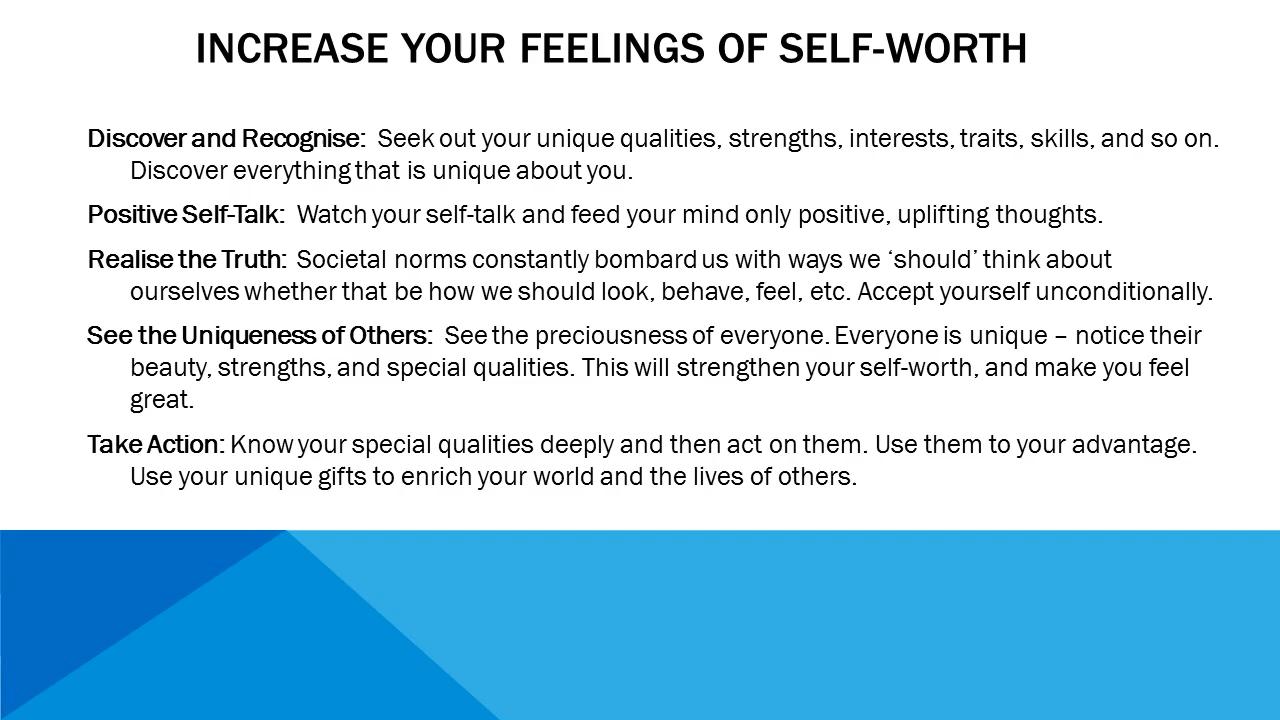 INCREASE YOUR FEELINGS OF SELF-WORTH
Discover and Recognise: Seek out your unique qualities, strengths, interests, traits, skills, and so on.
Discover everything that is unique about you.
Positive Self-Talk: Watch your self-talk and feed your mind only positive, uplifting thoughts.
Realise the Truth: Societal norms constantly bombard us with ways we ‘should’ think about
ourselves whether that be how we should look, behave, feel, etc. Accept yourself unconditionally.
See the Uniqueness of Others: See the preciousness of everyone. Everyone is unique – notice their
beauty, strengths, and special qualities. This will strengthen your self-worth, and make you feel
great.
Take Action: Know your special qualities deeply and then act on them. Use them to your advantage.
Use your unique gifts to enrich your world and the lives of others.